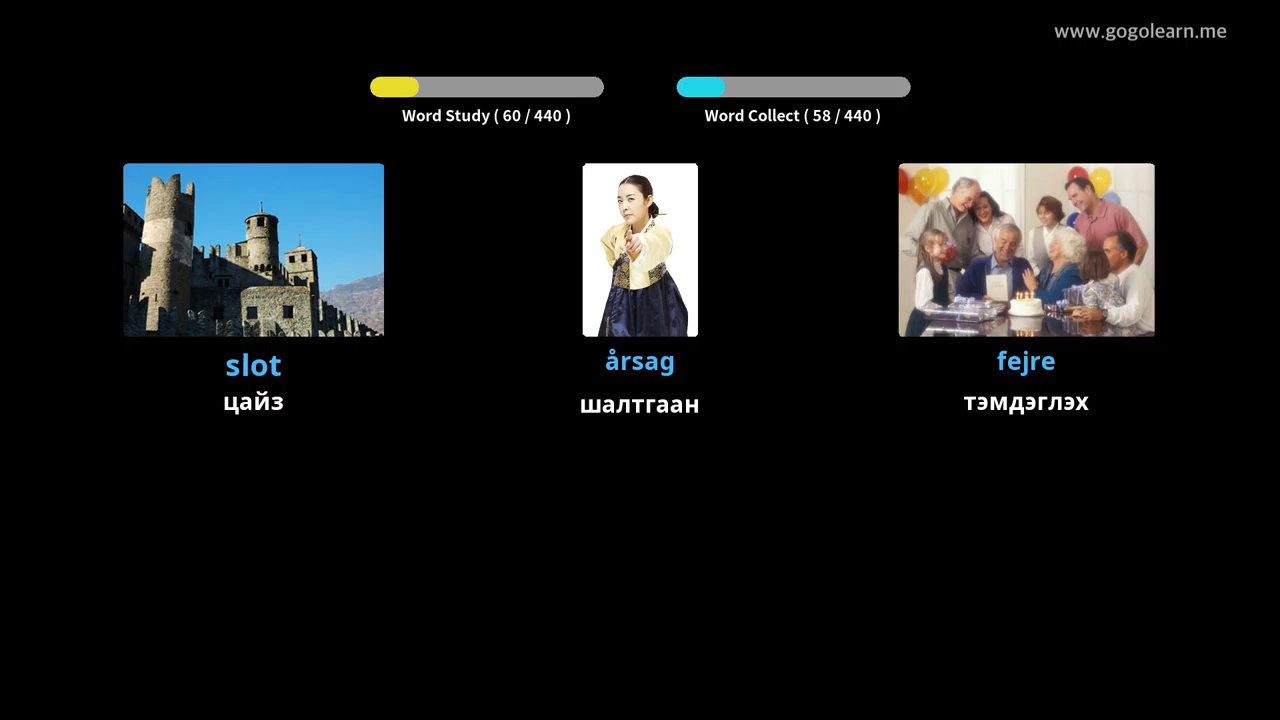 www.gogolearn.me
Word Study ( 60 / 440 )
Word Collect ( 58 / 440 )
slot
цайз
årsag
шалтгаан
fejre
тэмдэглэх